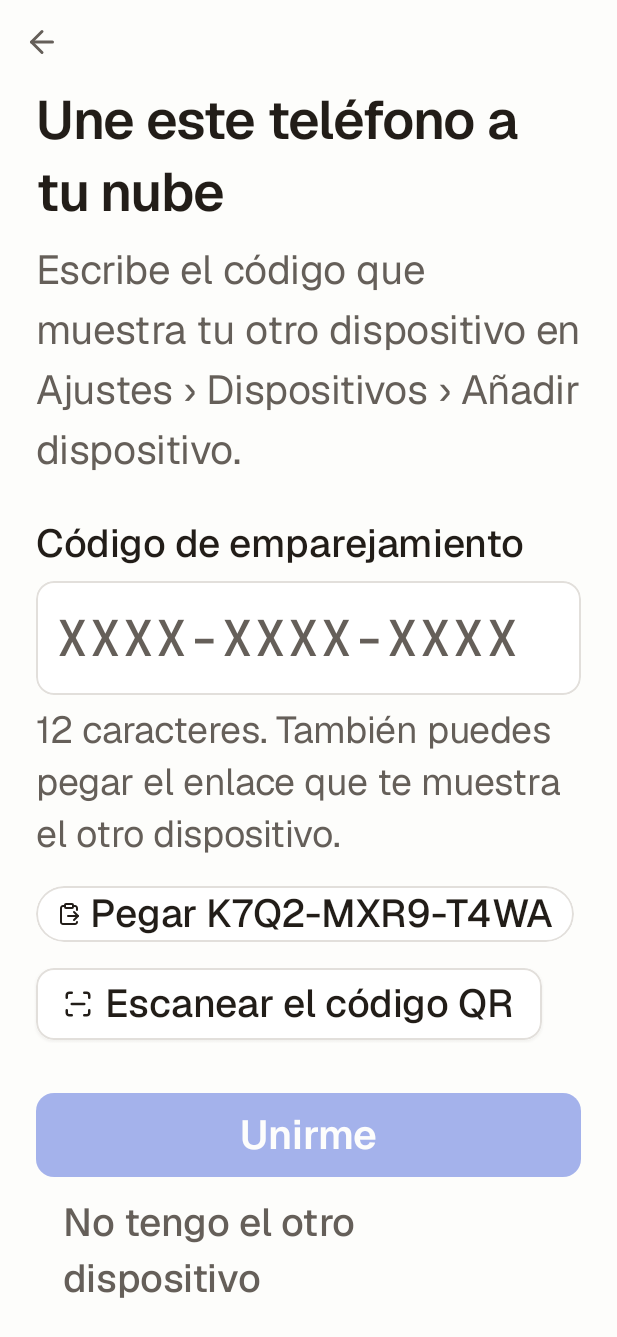 Une este teléfono a
tu nube
Escribe el código que
muestra tu otro dispositivo en
Ajustes › Dispositivos › Añadir
dispositivo.
Código de emparejamiento
XXXX-XXXX-XXXX
12 caracteres. También puedes
pegar el enlace que te muestra
el otro dispositivo.
Pegar K7Q2-MXR9-T4WA
Escanear el código QR
Unirme
No tengo el otro
dispositivo